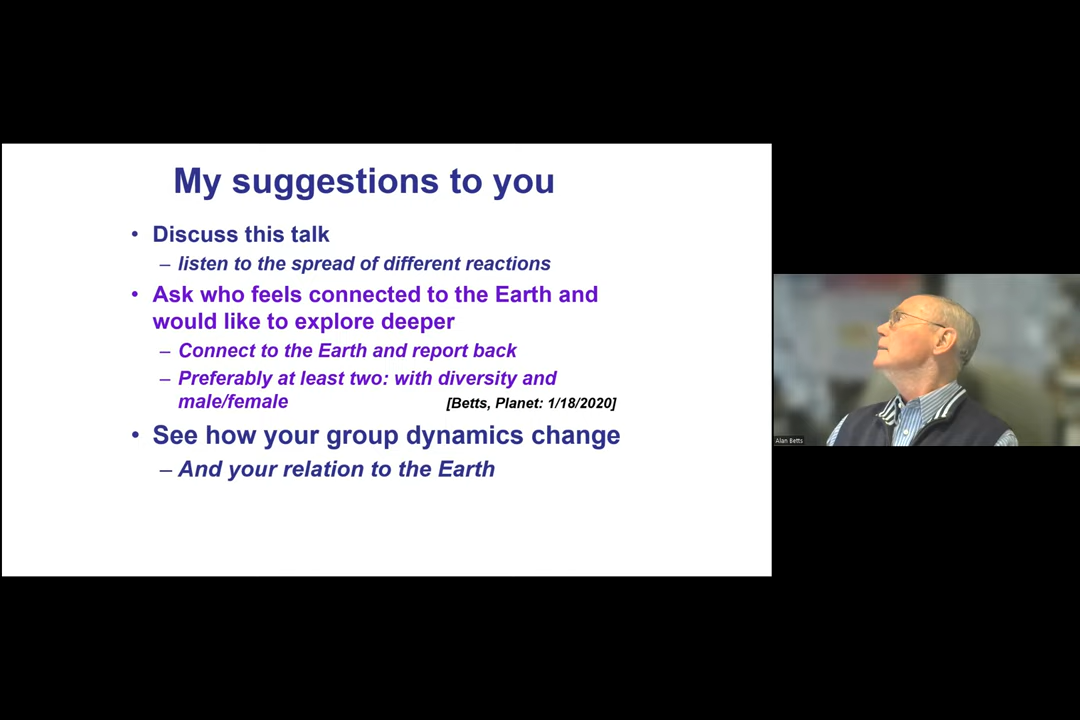 My suggestions to you
• Discuss this talk
– listen to the spread of different reactions
• Ask who feels connected to the Earth and
would like to explore deeper
– Connect to the Earth and report back
– Preferably at least two: with diversity and
male/female [Betts, Planet: 1/18/2020]
• See how your group dynamics change
– And your relation to the Earth
Alan Betts